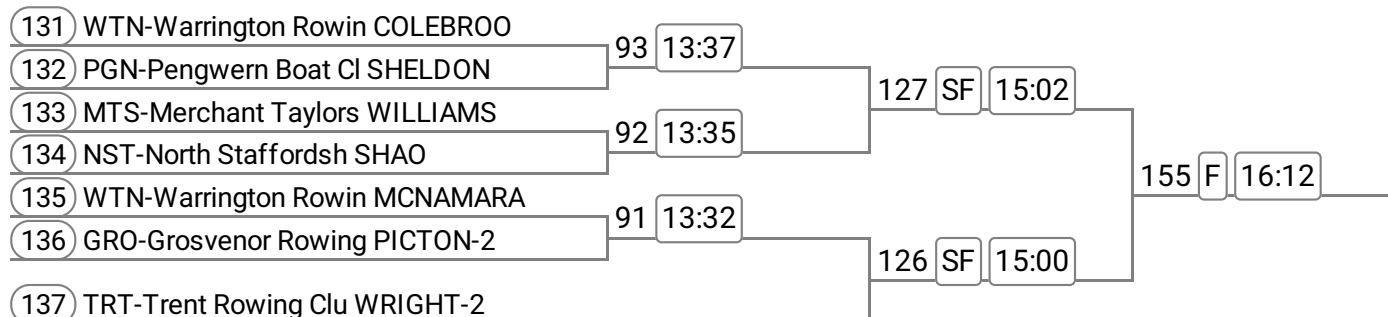 131 WTN-Warrington Rowin COLEBROO
93 13:37
132 PGN-Pengwern Boat Cl SHELDON
127 SF 15:02
133 MTS-Merchant Taylors WILLIAMS
92 13:35
134 NST-North Staffordsh SHAO
155 F 16:12
135 WTN-Warrington Rowin MCNAMARA
91 13:32
136 GRO-Grosvenor Rowing PICTON-2
126 SF 15:00
137 TRT-Trent Rowing Clu WRIGHT-2